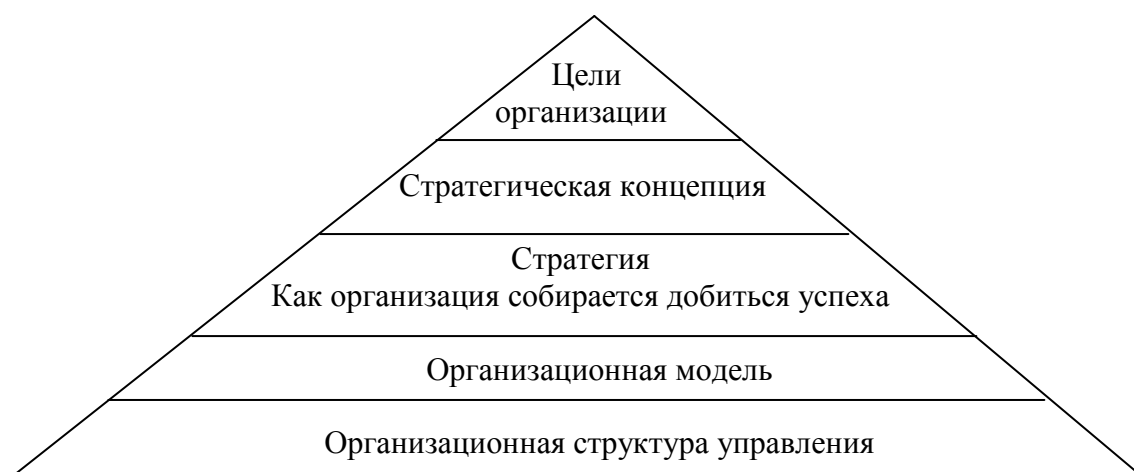 Цели
организации
Стратегическая концепция
Стратегия
Как организация собирается добиться успеха
Организационная модель
Организационная структура управления